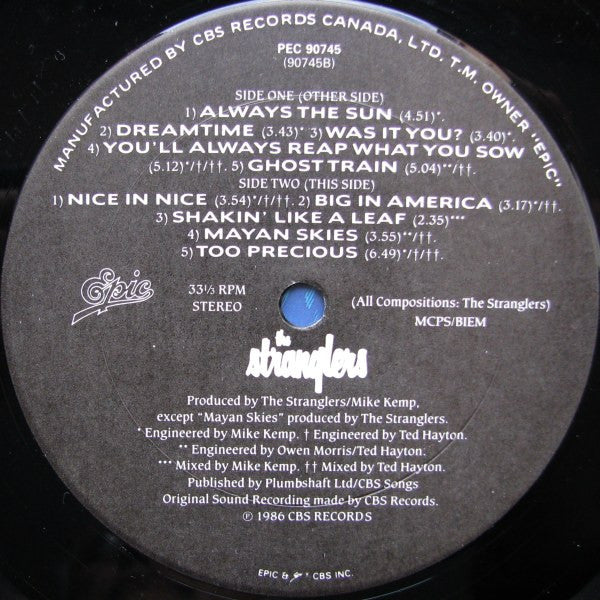 MANUFACTURED BY CBS RECORDS CANADA, LTD. T.M. OWNER "EPIC"
PEC 90745
(90745B)
SIDE ONE (OTHER SIDE)
1) ALWAYS THE SUN (4.51)*.
2) DREAMTIME (3.43)* 3) WAS IT YOU? (3.40)*.
4) YOU'LL ALWAYS REAP WHAT YOU SOW
(5.12)*/†/††. 5) GHOST TRAIN (5.04)**/††.
SIDE TWO (THIS SIDE)
1) NICE IN NICE (3.54)*/†/††. 2) BIG IN AMERICA (3.17)*/††.
3) SHAKIN' LIKE A LEAF (2.35)***
4) MAYAN SKIES (3.55)**/††.
5) TOO PRECIOUS (6.49)*/†/††.
Epic
33⅓ RPM
STEREO
(All Compositions: The Stranglers)
MCPS/BIEM
the
stranglers
Produced by The Stranglers/Mike Kemp,
except "Mayan Skies" produced by The Stranglers.
* Engineered by Mike Kemp. † Engineered by Ted Hayton.
** Engineered by Owen Morris/Ted Hayton.
*** Mixed by Mike Kemp. †† Mixed by Ted Hayton.
Published by Plumbshaft Ltd/CBS Songs
Original Sound Recording made by CBS Records.
℗ 1986 CBS RECORDS
EPIC & CBS INC.